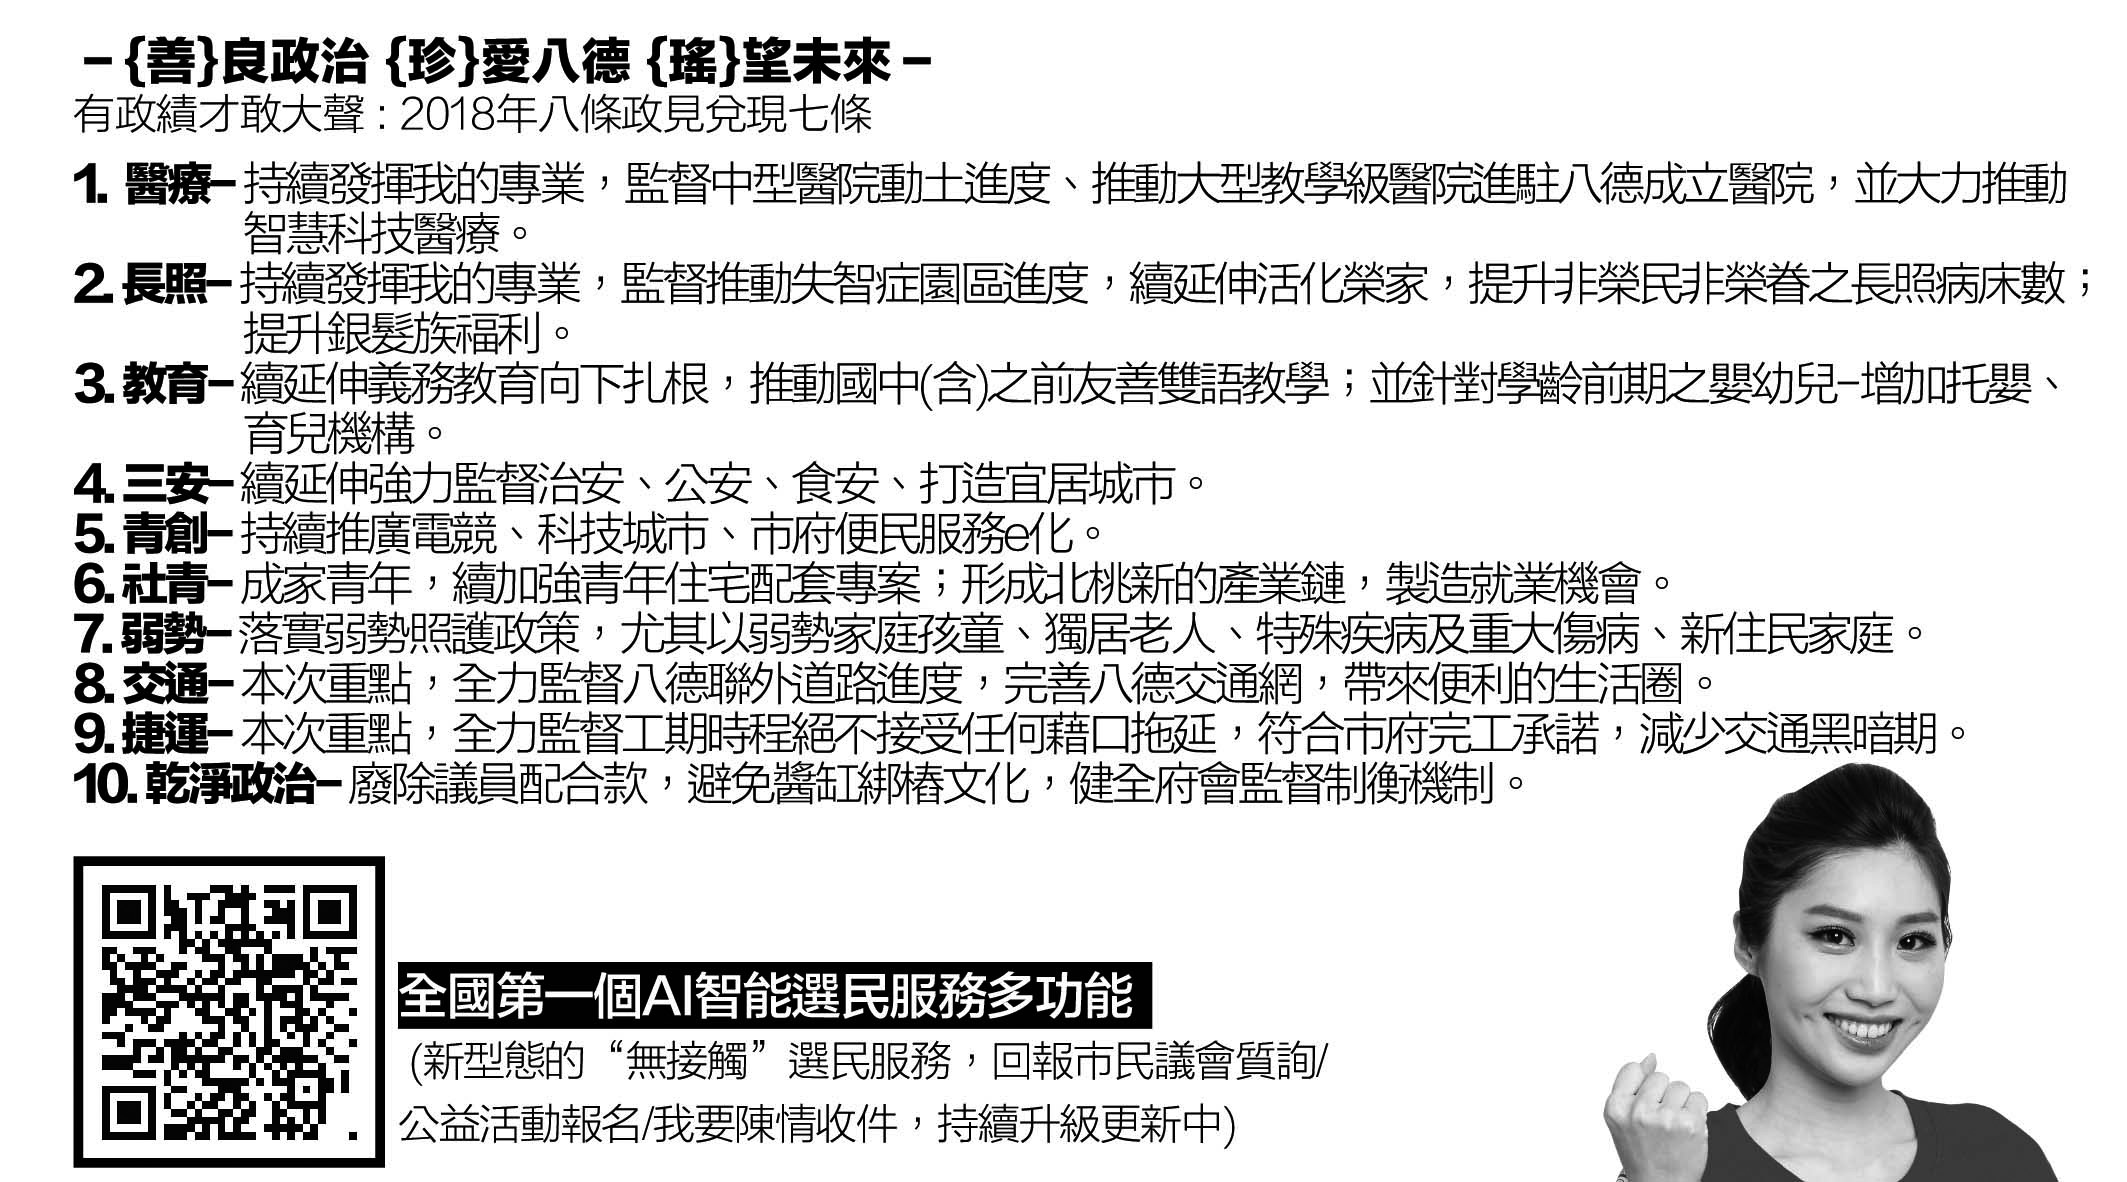 －{善}良政治 {珍}愛八德 {瑤}望未來－
有政績才敢大聲 : 2018年八條政見兌現七條
1. 醫療－持續發揮我的專業，監督中型醫院動土進度、推動大型教學級醫院進駐八德成立醫院，並大力推動
智慧科技醫療。
2. 長照－持續發揮我的專業，監督推動失智症園區進度，續延伸活化榮家，提升非榮民非榮眷之長照病床數；
提升銀髮族福利。
3. 教育－續延伸義務教育向下扎根，推動國中(含)之前友善雙語教學；並針對學齡前期之嬰幼兒-增加托嬰、
育兒機構。
4. 三安－續延伸強力監督治安、公安、食安、打造宜居城市。
5. 青創－持續推廣電競、科技城市、市府便民服務e化。
6. 社青－成家青年，續加強青年住宅配套專案；形成北桃新的產業鏈，製造就業機會。
7. 弱勢－落實弱勢照護政策，尤其以弱勢家庭孩童、獨居老人、特殊疾病及重大傷病、新住民家庭。
8. 交通－本次重點，全力監督八德聯外道路進度，完善八德交通網，帶來便利的生活圈。
9. 捷運－本次重點，全力監督工期時程絕不接受任何藉口拖延，符合市府完工承諾，減少交通黑暗期。
10. 乾淨政治－廢除議員配合款，避免醬缸綁樁文化，健全府會監督制衡機制。
全國第一個AI智能選民服務多功能
(新型態的“無接觸”選民服務，回報市民議會質詢/
公益活動報名/我要陳情收件，持續升級更新中)